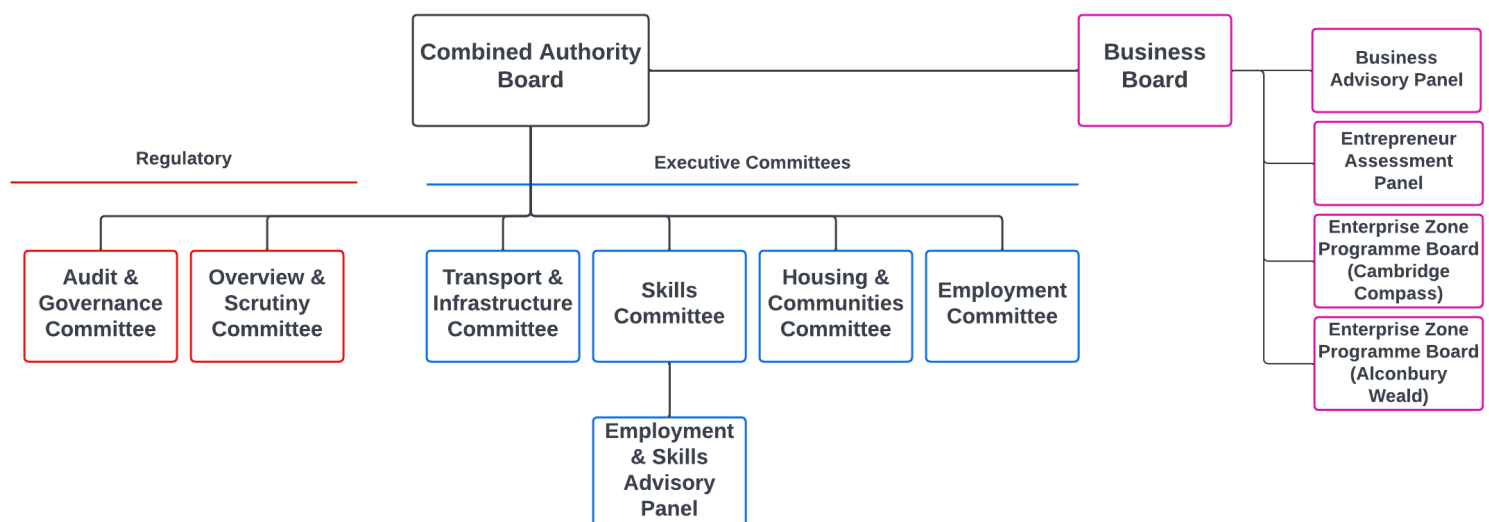 Combined Authority
Board
Business
Board
Business
Advisory Panel
Entrepreneur
Assessment
Panel
Enterprise Zone
Programme Board
(Cambridge
Compass)
Enterprise Zone
Programme Board
(Alconbury
Weald)
Regulatory
Executive Committees
Audit &
Governance
Committee
Overview &
Scrutiny
Committee
Transport &
Infrastructure
Committee
Skills
Committee
Housing &
Communities
Committee
Employment
Committee
Employment
& Skills
Advisory
Panel